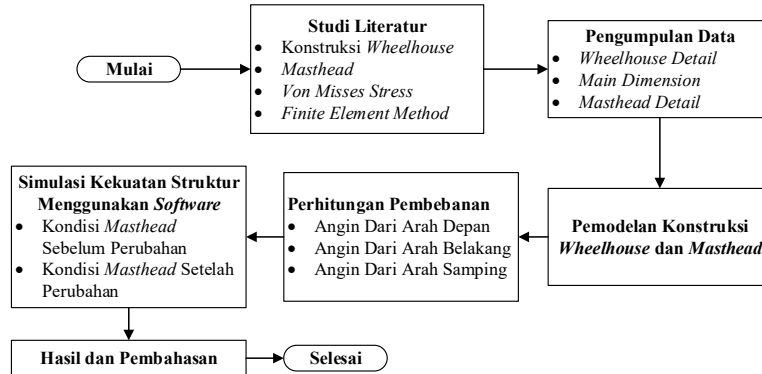 Mulai
Studi Literatur
• Konstruksi Wheelhouse
• Masthead
• Von Misses Stress
• Finite Element Method
Pengumpulan Data
• Wheelhouse Detail
• Main Dimension
• Masthead Detail
Pemodelan Konstruksi
Wheelhouse dan Masthead
Perhitungan Pembebanan
• Angin Dari Arah Depan
• Angin Dari Arah Belakang
• Angin Dari Arah Samping
Simulasi Kekuatan Struktur
Menggunakan Software
• Kondisi Masthead
Sebelum Perubahan
• Kondisi Masthead Setelah
Perubahan
Hasil dan Pembahasan
Selesai